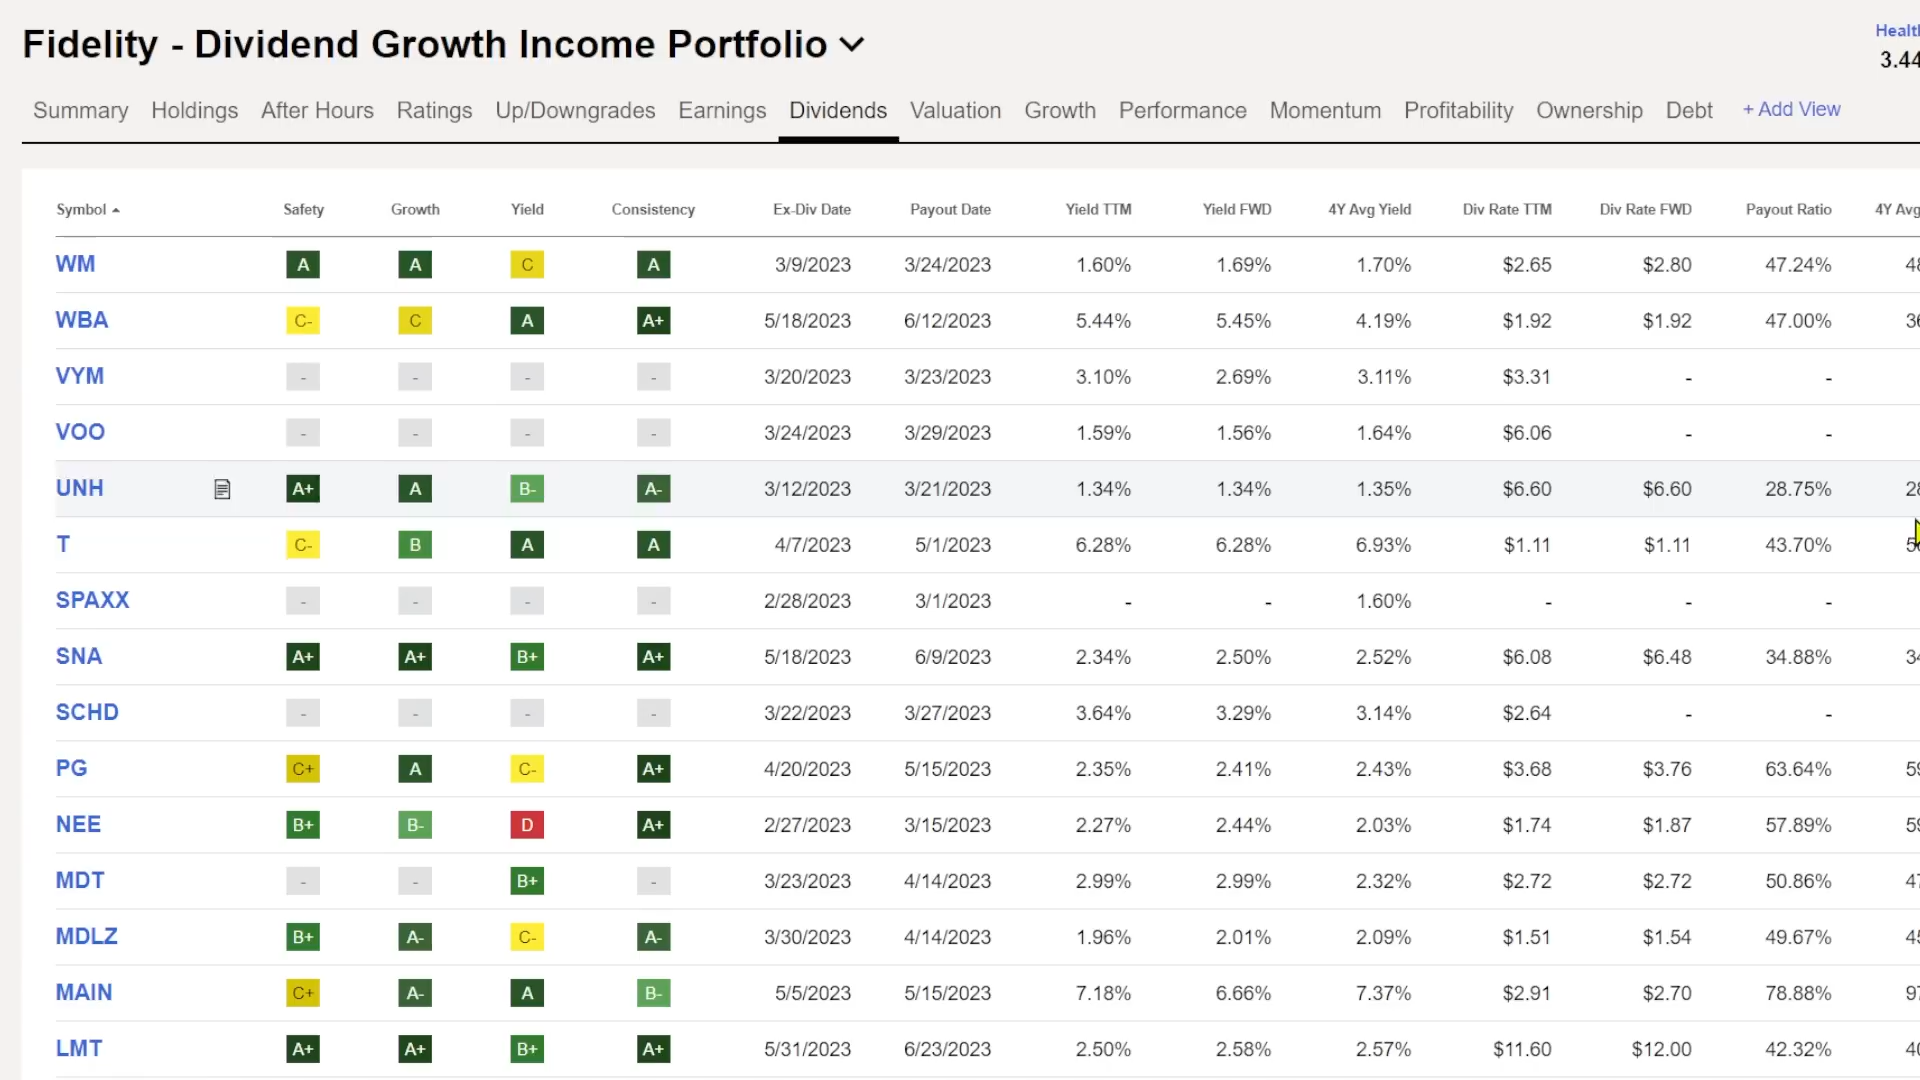 Fidelity - Dividend Growth Income Portfolio
3.44
Summary Holdings After Hours Ratings Up/Downgrades Earnings Dividends Valuation Growth Performance Momentum Profitability Ownership Debt + Add View
Symbol Safety Growth Yield Consistency Ex-Div Date Payout Date Yield TTM Yield FWD 4Y Avg Yield Div Rate TTM Div Rate FWD Payout Ratio 4Y Avg
WM A A C A 3/9/2023 3/24/2023 1.60% 1.69% 1.70% $2.65 $2.80 47.24%
WBA C- C A A+ 5/18/2023 6/12/2023 5.44% 5.45% 4.19% $1.92 $1.92 47.00%
VYM - - - - 3/20/2023 3/23/2023 3.10% 2.69% 3.11% $3.31 - -
VOO - - - - 3/24/2023 3/29/2023 1.59% 1.56% 1.64% $6.06 - -
UNH A+ A B- A- 3/12/2023 3/21/2023 1.34% 1.34% 1.35% $6.60 $6.60 28.75%
T C- B A A 4/7/2023 5/1/2023 6.28% 6.28% 6.93% $1.11 $1.11 43.70%
SPAXX - - - - 2/28/2023 3/1/2023 - - 1.60% - - -
SNA A+ A+ B+ A+ 5/18/2023 6/9/2023 2.34% 2.50% 2.52% $6.08 $6.48 34.88%
SCHD - - - - 3/22/2023 3/27/2023 3.64% 3.29% 3.14% $2.64 - -
PG C+ A C- A+ 4/20/2023 5/15/2023 2.35% 2.41% 2.43% $3.68 $3.76 63.64%
NEE B+ B- D A+ 2/27/2023 3/15/2023 2.27% 2.44% 2.03% $1.74 $1.87 57.89%
MDT - - B+ - 3/23/2023 4/14/2023 2.99% 2.99% 2.32% $2.72 $2.72 50.86%
MDLZ B+ A- C- A- 3/30/2023 4/14/2023 1.96% 2.01% 2.09% $1.51 $1.54 49.67%
MAIN C+ A- A B- 5/5/2023 5/15/2023 7.18% 6.66% 7.37% $2.91 $2.70 78.88%
LMT A+ A+ B+ A+ 5/31/2023 6/23/2023 2.50% 2.58% 2.57% $11.60 $12.00 42.32%